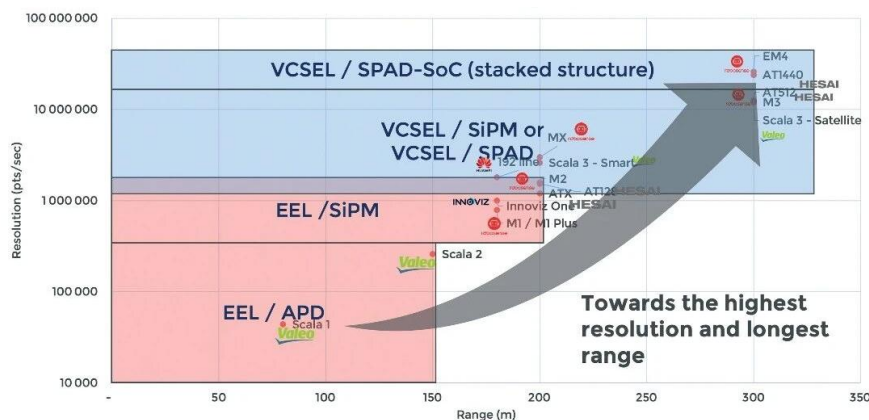 100 000 000
10 000 000
1 000 000
100 000
10 000
Resolution (pts/sec)
VCSEL / SPAD-SoC (stacked structure)
EM4
AT1440
HESAI
AT512
HESAI
M3
Scala 3 - Satellite
Valeo
VCSEL / SiPM or
VCSEL / SPAD
MX
HUAWEI
192 line
Scala 3 - Smart
Valeo
M2
AT128
HESAI
ATX
HESAI
EEL /SiPM
INNOVIZ
Innoviz One
M1 / M1 Plus
Valeo
Scala 2
EEL / APD
Scala 1
Valeo
Towards the highest
resolution and longest
range
- 50 100 150 200 250 300 350
Range (m)